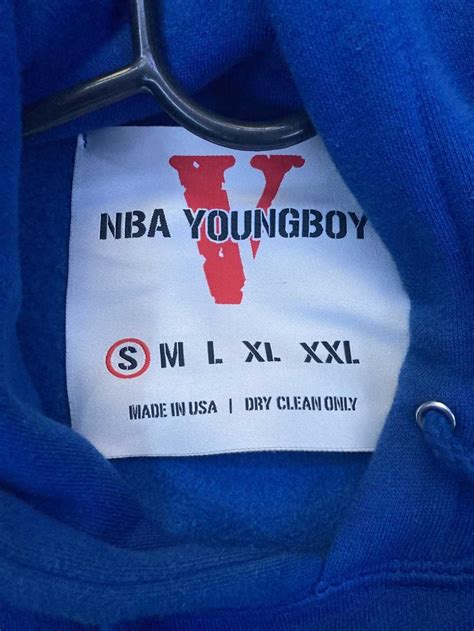 V
NBA YOUNGBOY
S M L XL XXL
MADE IN USA | DRY CLEAN ONLY